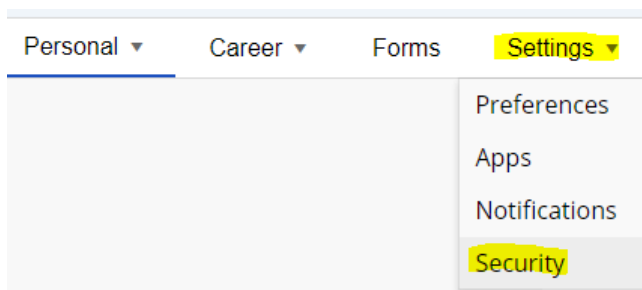 Personal Career Forms Settings
Preferences
Apps
Notifications
Security